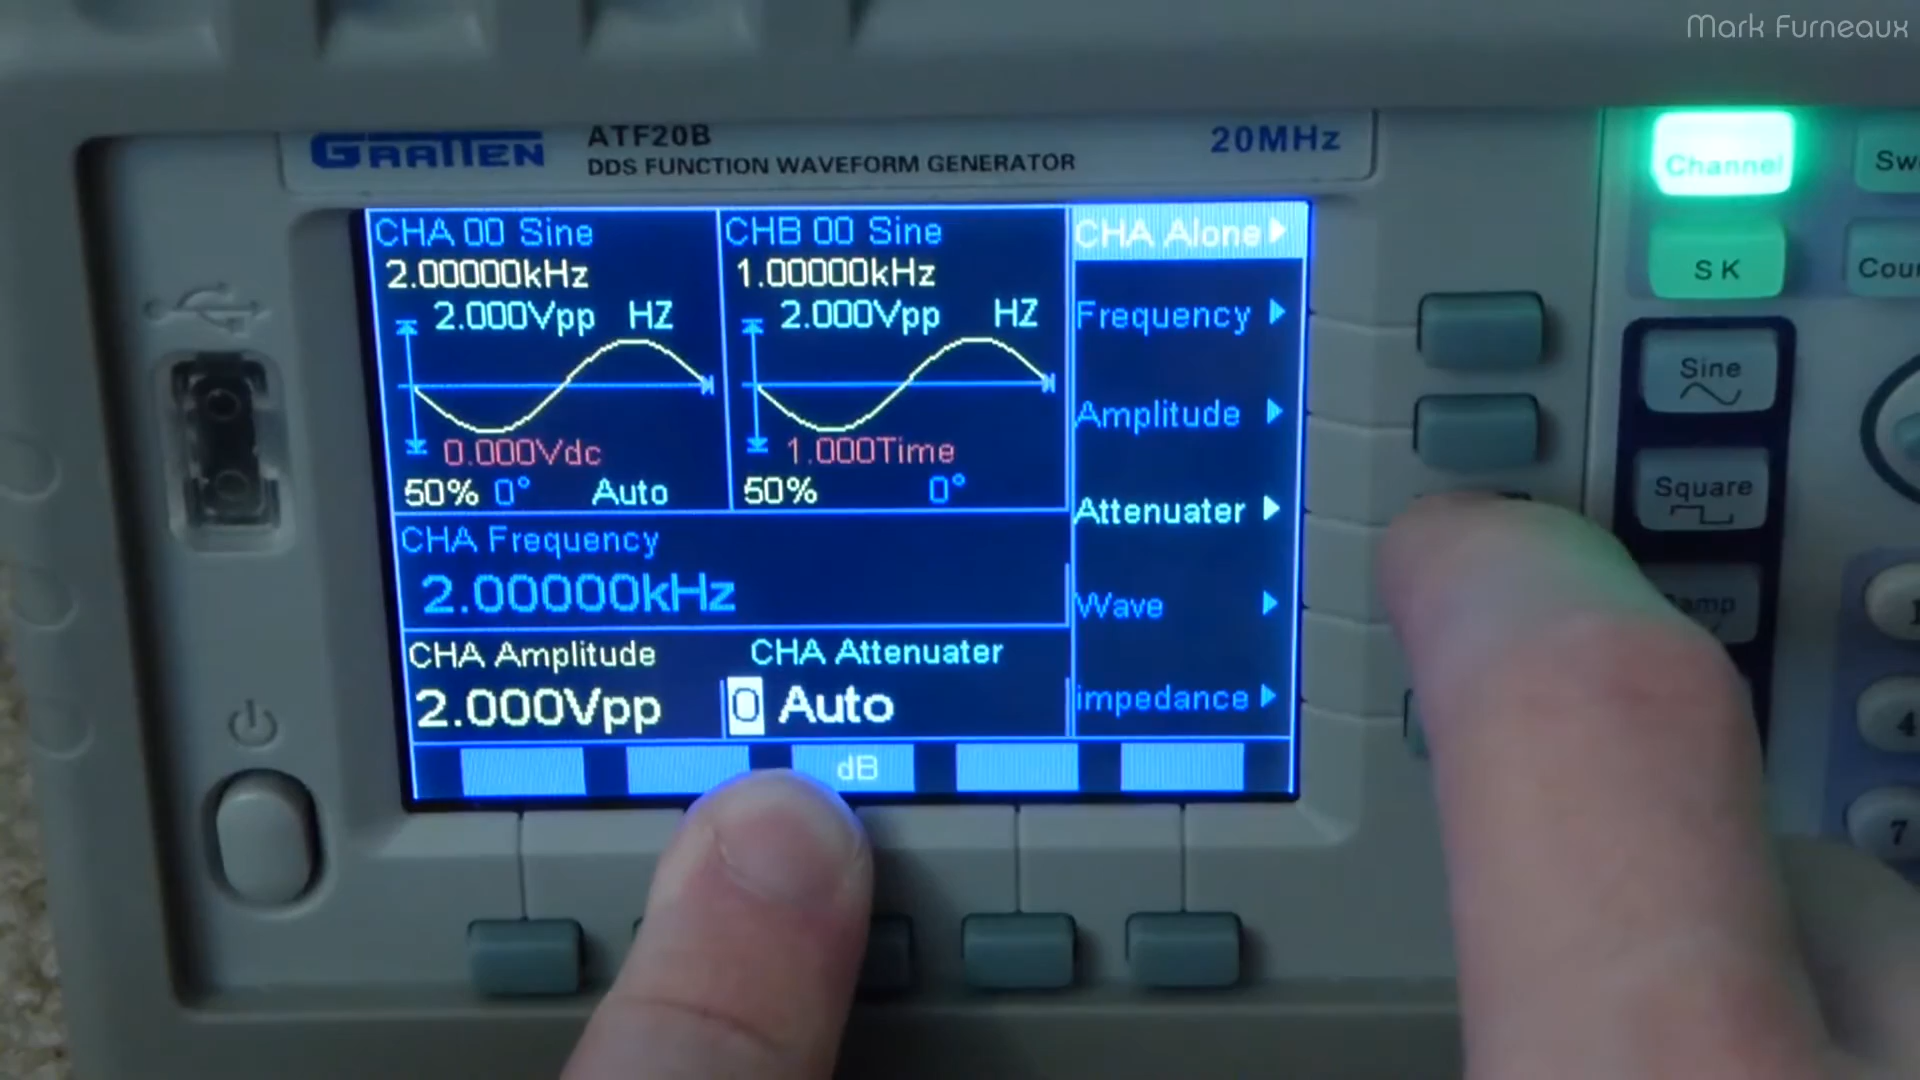 Mark Furneaux
GRATTEN
ATF20B
DDS FUNCTION WAVEFORM GENERATOR
20MHz
Channel
S K
Sine
Square
CHA 00 Sine
2.00000kHz
2.000Vpp HZ
0.000Vdc
50% 0° Auto
CHB 00 Sine
1.00000kHz
2.000Vpp HZ
1.000Time
50% 0°
CHA Alone
Frequency
Amplitude
Attenuater
Wave
impedance
CHA Frequency
2.00000kHz
CHA Amplitude
2.000Vpp
CHA Attenuater
0 Auto
dB
4
7